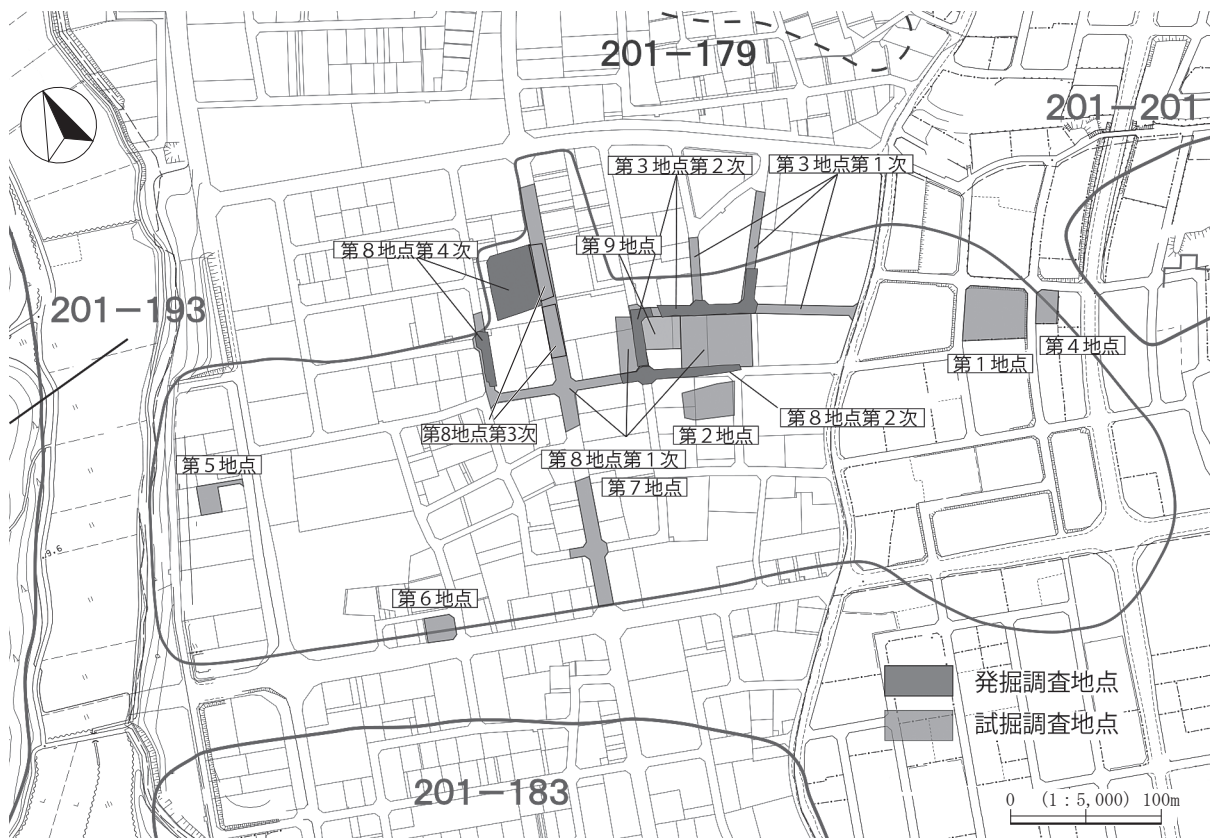 201−179
201−201
第３地点第２次
第３地点第１次
第９地点
第８地点第４次
201−193
第１地点
第４地点
第８地点第２次
第8地点第3次
第２地点
第８地点第１次
第５地点
第７地点
9.6
第６地点
発掘調査地点
試掘調査地点
201−183
0 (1：5,000) 100m